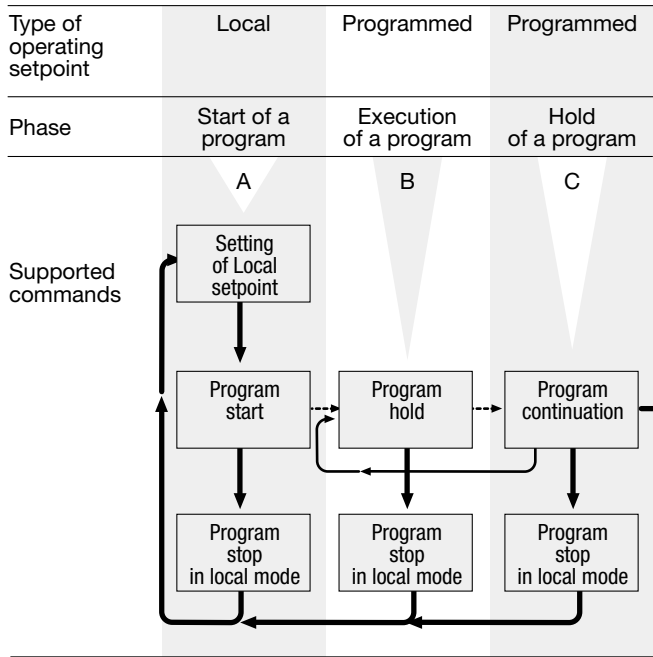 Type of
operating
setpoint
Local
Programmed
Programmed
Phase
Start of a
program
Execution
of a program
Hold
of a program
A
B
C
Supported
commands
Setting
of Local
setpoint
Program
start
Program
hold
Program
continuation
Program
stop
in local mode
Program
stop
in local mode
Program
stop
in local mode